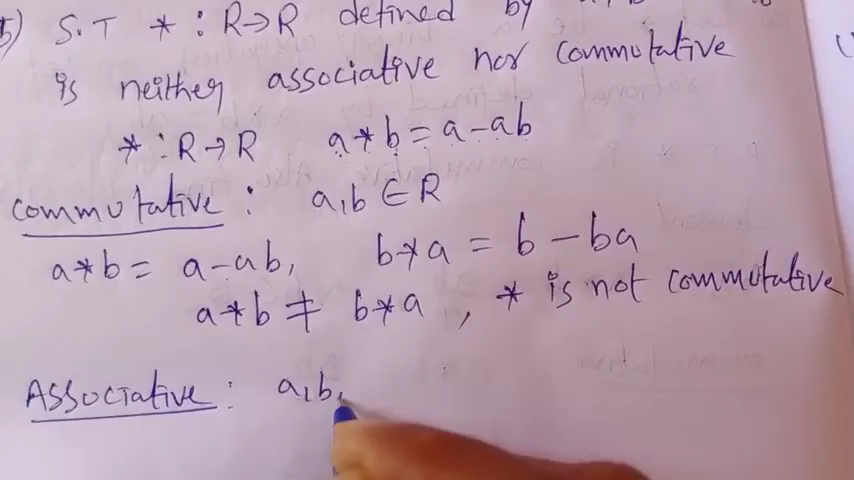 5) S.T * : R→R defined by
is neither associative nor commutative
* : R→R a*b = a-ab
commutative : a,b ∈ R
a*b = a-ab, b*a = b-ba
a*b ≠ b*a , * is not commutative
Associative : a,b,